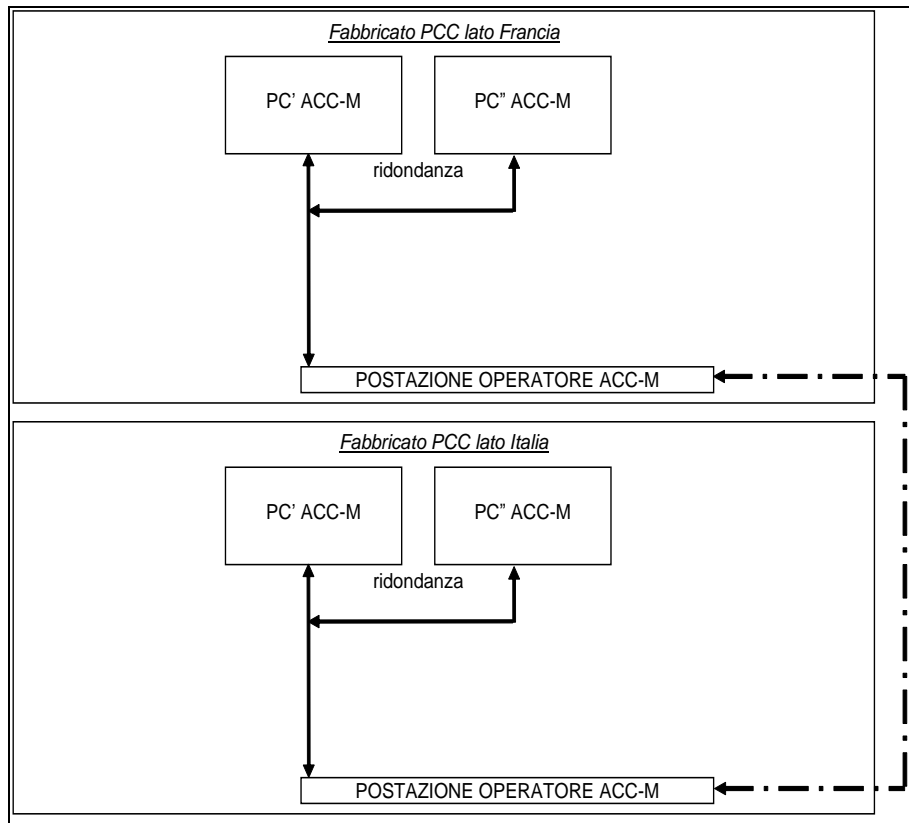 Fabbricato PCC lato Francia
PC' ACC-M
PC” ACC-M
ridondanza
POSTAZIONE OPERATORE ACC-M
Fabbricato PCC lato Italia
PC' ACC-M
PC” ACC-M
ridondanza
POSTAZIONE OPERATORE ACC-M